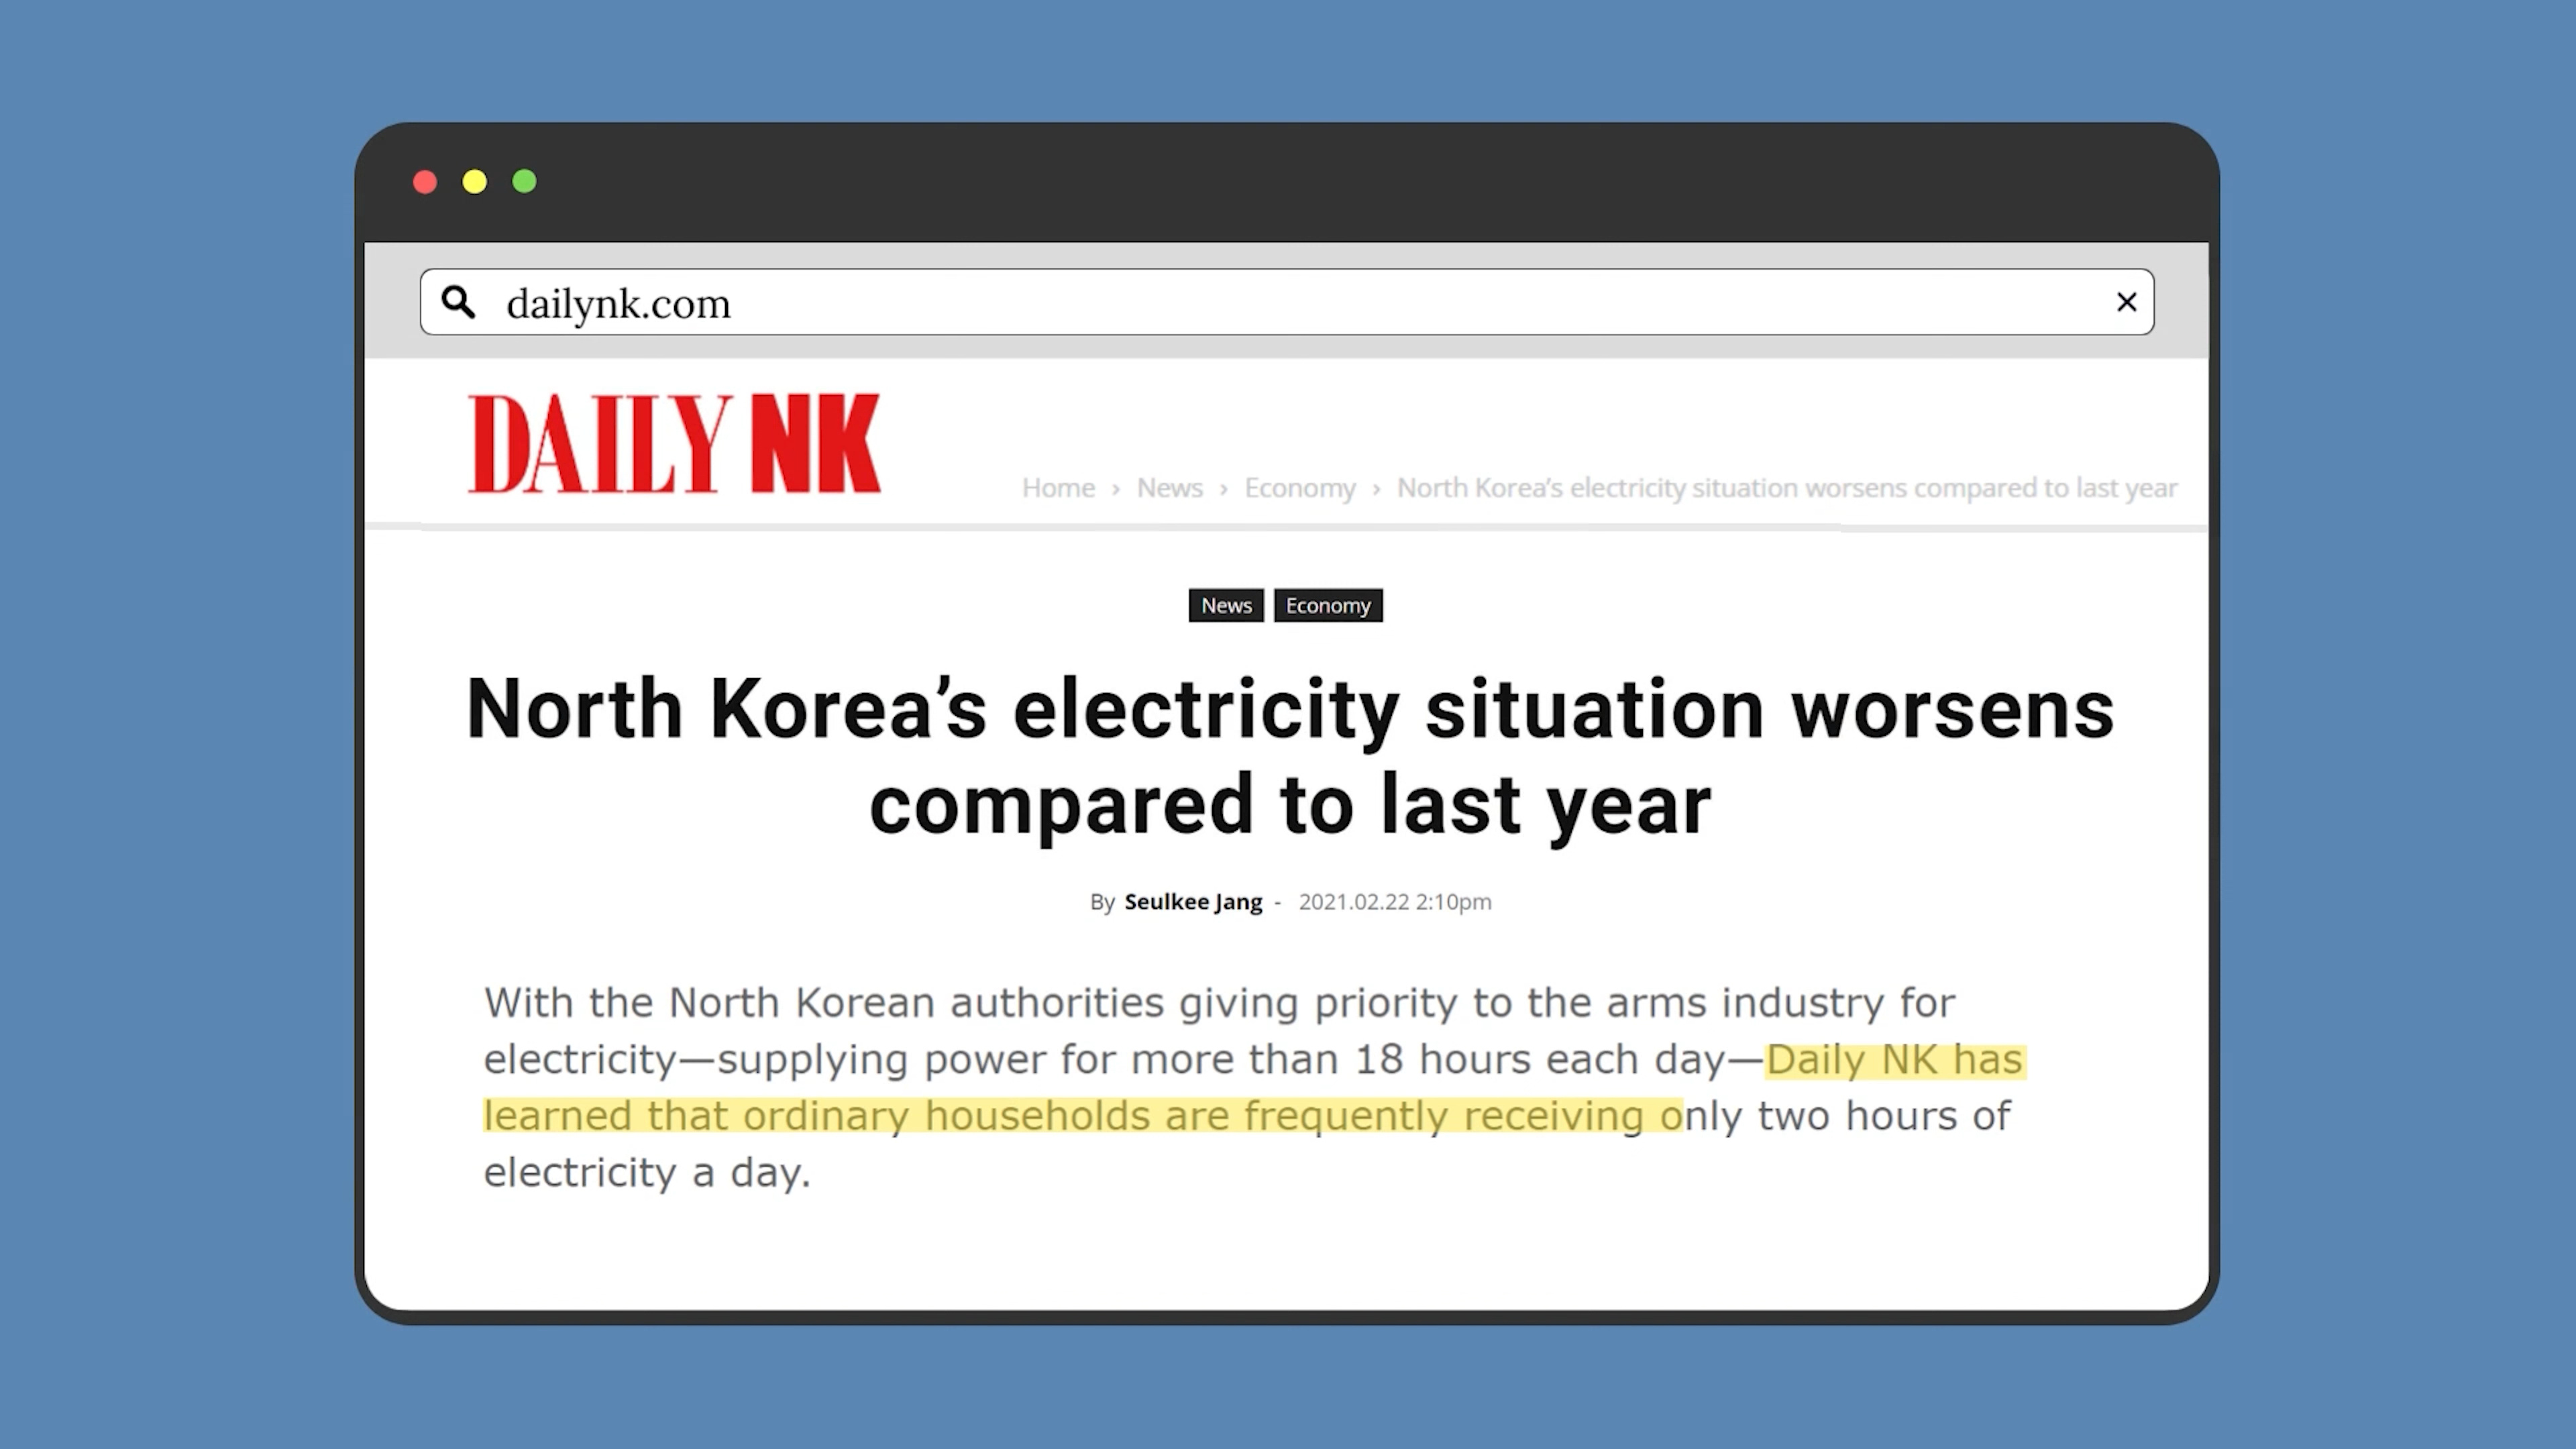 dailynk.com
DAILY NK
Home › News › Economy › North Korea’s electricity situation worsens compared to last year
News Economy
North Korea’s electricity situation worsens
compared to last year
By Seulkee Jang - 2021.02.22 2:10pm
With the North Korean authorities giving priority to the arms industry for
electricity—supplying power for more than 18 hours each day—Daily NK has
learned that ordinary households are frequently receiving only two hours of
electricity a day.